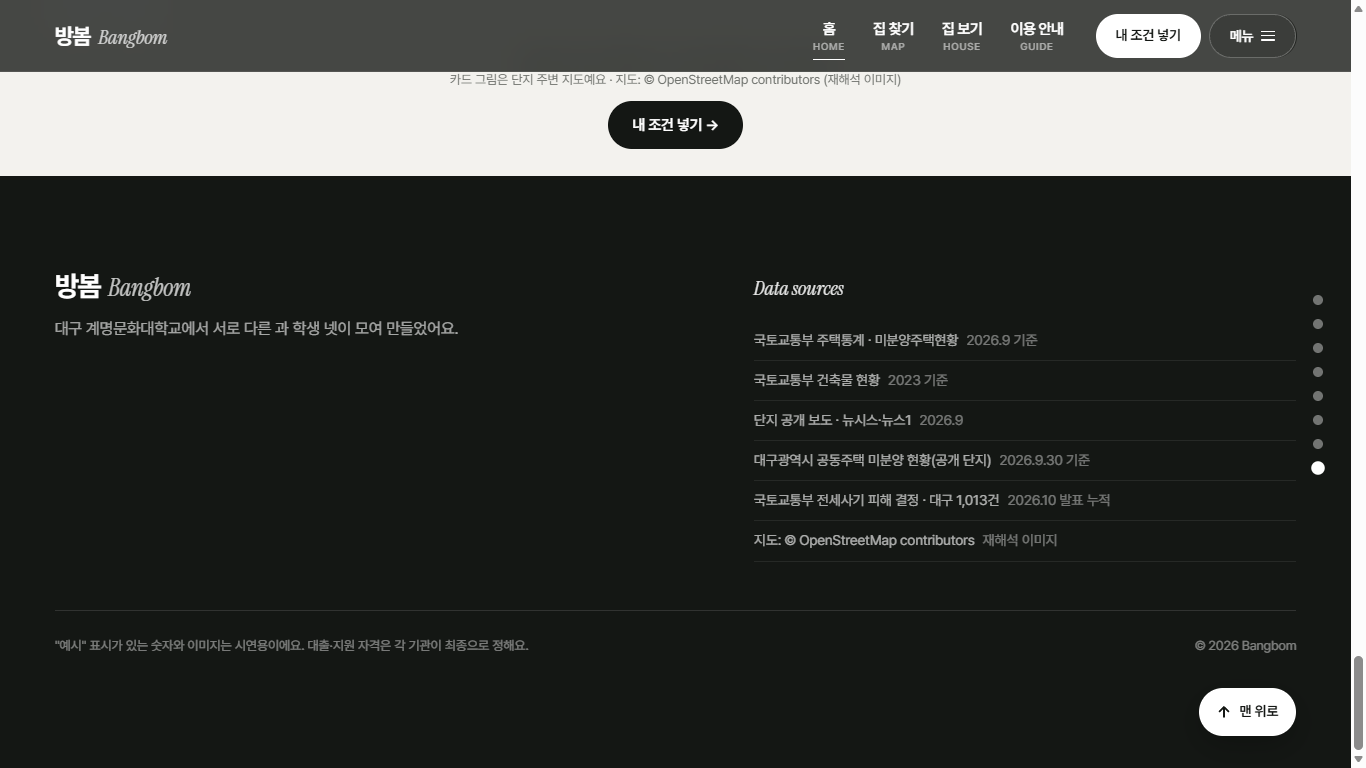 방봄 Bangbom
홈
HOME
집 찾기
MAP
집 보기
HOUSE
이용 안내
GUIDE
내 조건 넣기
메뉴
카드 그림은 단지 주변 지도예요 · 지도: © OpenStreetMap contributors (재해석 이미지)
내 조건 넣기 →
방봄 Bangbom
대구 계명문화대학교에서 서로 다른 과 학생 넷이 모여 만들었어요.
Data sources
국토교통부 주택통계 · 미분양주택현황 2026.9 기준
국토교통부 건축물 현황 2023 기준
단지 공개 보도 · 뉴시스·뉴스1 2026.9
대구광역시 공동주택 미분양 현황(공개 단지) 2026.9.30 기준
국토교통부 전세사기 피해 결정 · 대구 1,013건 2026.10 발표 누적
지도: © OpenStreetMap contributors 재해석 이미지
"예시" 표시가 있는 숫자와 이미지는 시연용이에요. 대출·지원 자격은 각 기관이 최종으로 정해요.
© 2026 Bangbom
↑ 맨 위로